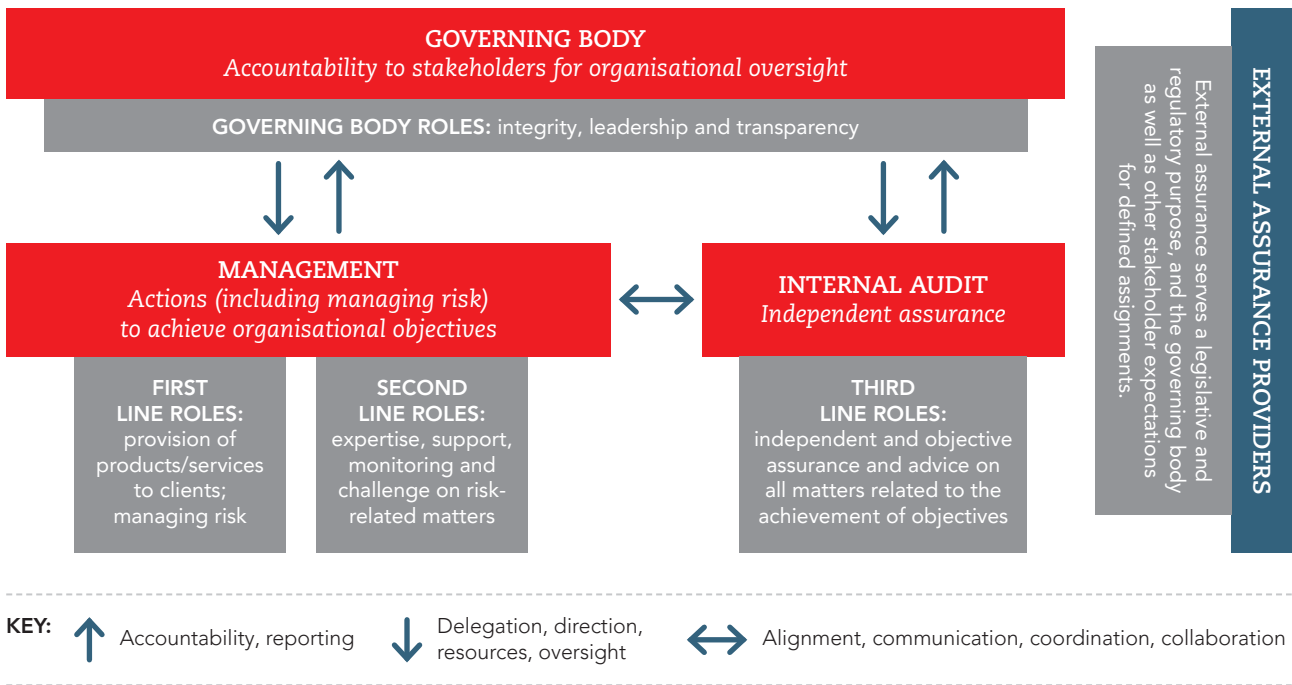 GOVERNING BODY
Accountability to stakeholders for organisational oversight
GOVERNING BODY ROLES: integrity, leadership and transparency
MANAGEMENT
Actions (including managing risk)
to achieve organisational objectives
FIRST
LINE ROLES:
provision of
products/services
to clients;
managing risk
SECOND
LINE ROLES:
expertise, support,
monitoring and
challenge on risk-
related matters
INTERNAL AUDIT
Independent assurance
THIRD
LINE ROLES:
independent and objective
assurance and advice on
all matters related to the
achievement of objectives
EXTERNAL ASSURANCE PROVIDERS
External assurance serves a legislative and
regulatory purpose, and the governing body
as well as other stakeholder expectations
for defined assignments.
KEY:
Accountability, reporting
Delegation, direction,
resources, oversight
Alignment, communication, coordination, collaboration